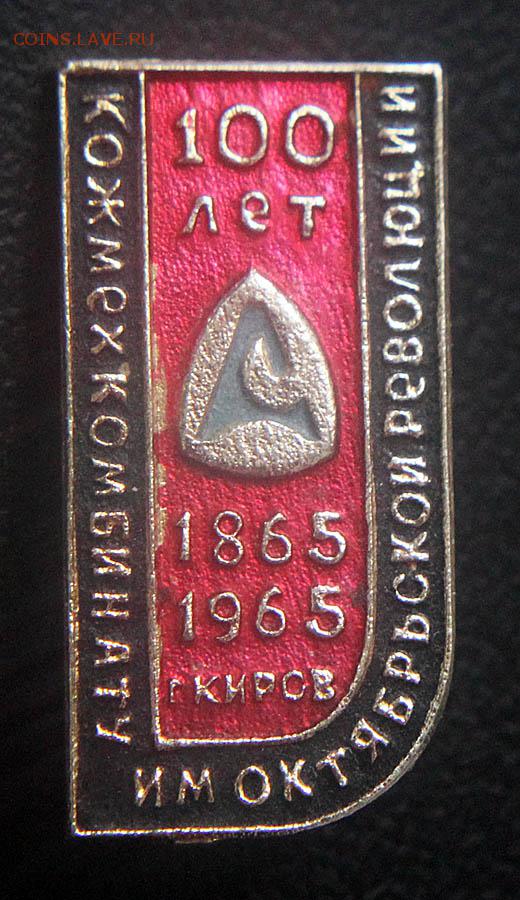 COINS.LAVE.RU
100
лет
1865
1965
г КИРОВ
КОЖМЕХКОМБИНАТУ
ИМ ОКТЯБРЬСКОЙ РЕВОЛЮЦИИ